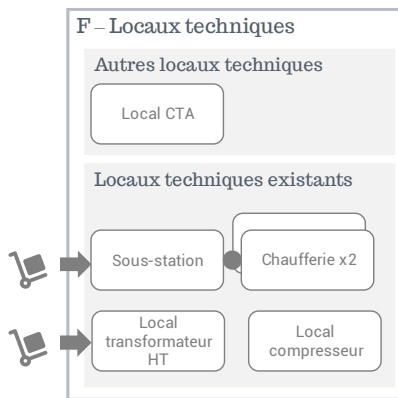 F – Locaux techniques
Autres locaux techniques
Local CTA
Locaux techniques existants
Sous-station
Chaufferie x2
Local
transformateur
HT
Local
compresseur